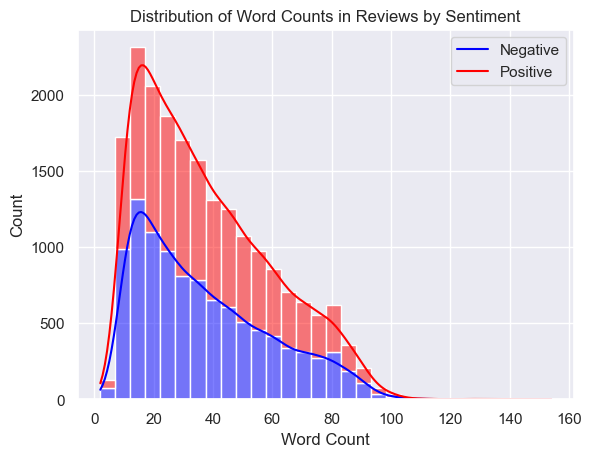 Distribution of Word Counts in Reviews by Sentiment
Negative
Positive
Count
2000
1500
1000
500
0
0 20 40 60 80 100 120 140 160
Word Count